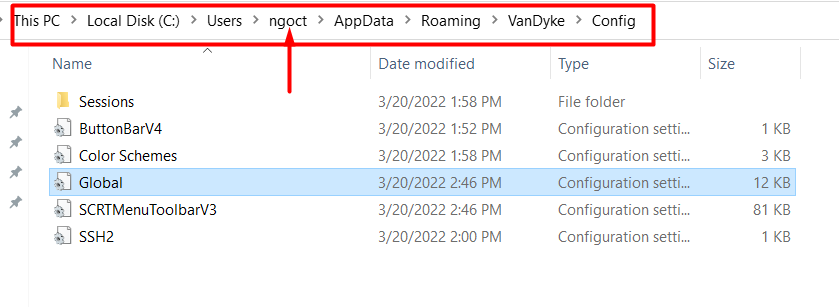 This PC > Local Disk (C:) > Users > ngoct > AppData > Roaming > VanDyke > Config
Name Date modified Type Size
Sessions 3/20/2022 1:58 PM File folder
ButtonBarV4 3/20/2022 1:52 PM Configuration setti... 1 KB
Color Schemes 3/20/2022 1:58 PM Configuration setti... 3 KB
Global 3/20/2022 2:46 PM Configuration setti... 12 KB
SCRTMenuToolbarV3 3/20/2022 2:46 PM Configuration setti... 81 KB
SSH2 3/20/2022 2:00 PM Configuration setti... 1 KB